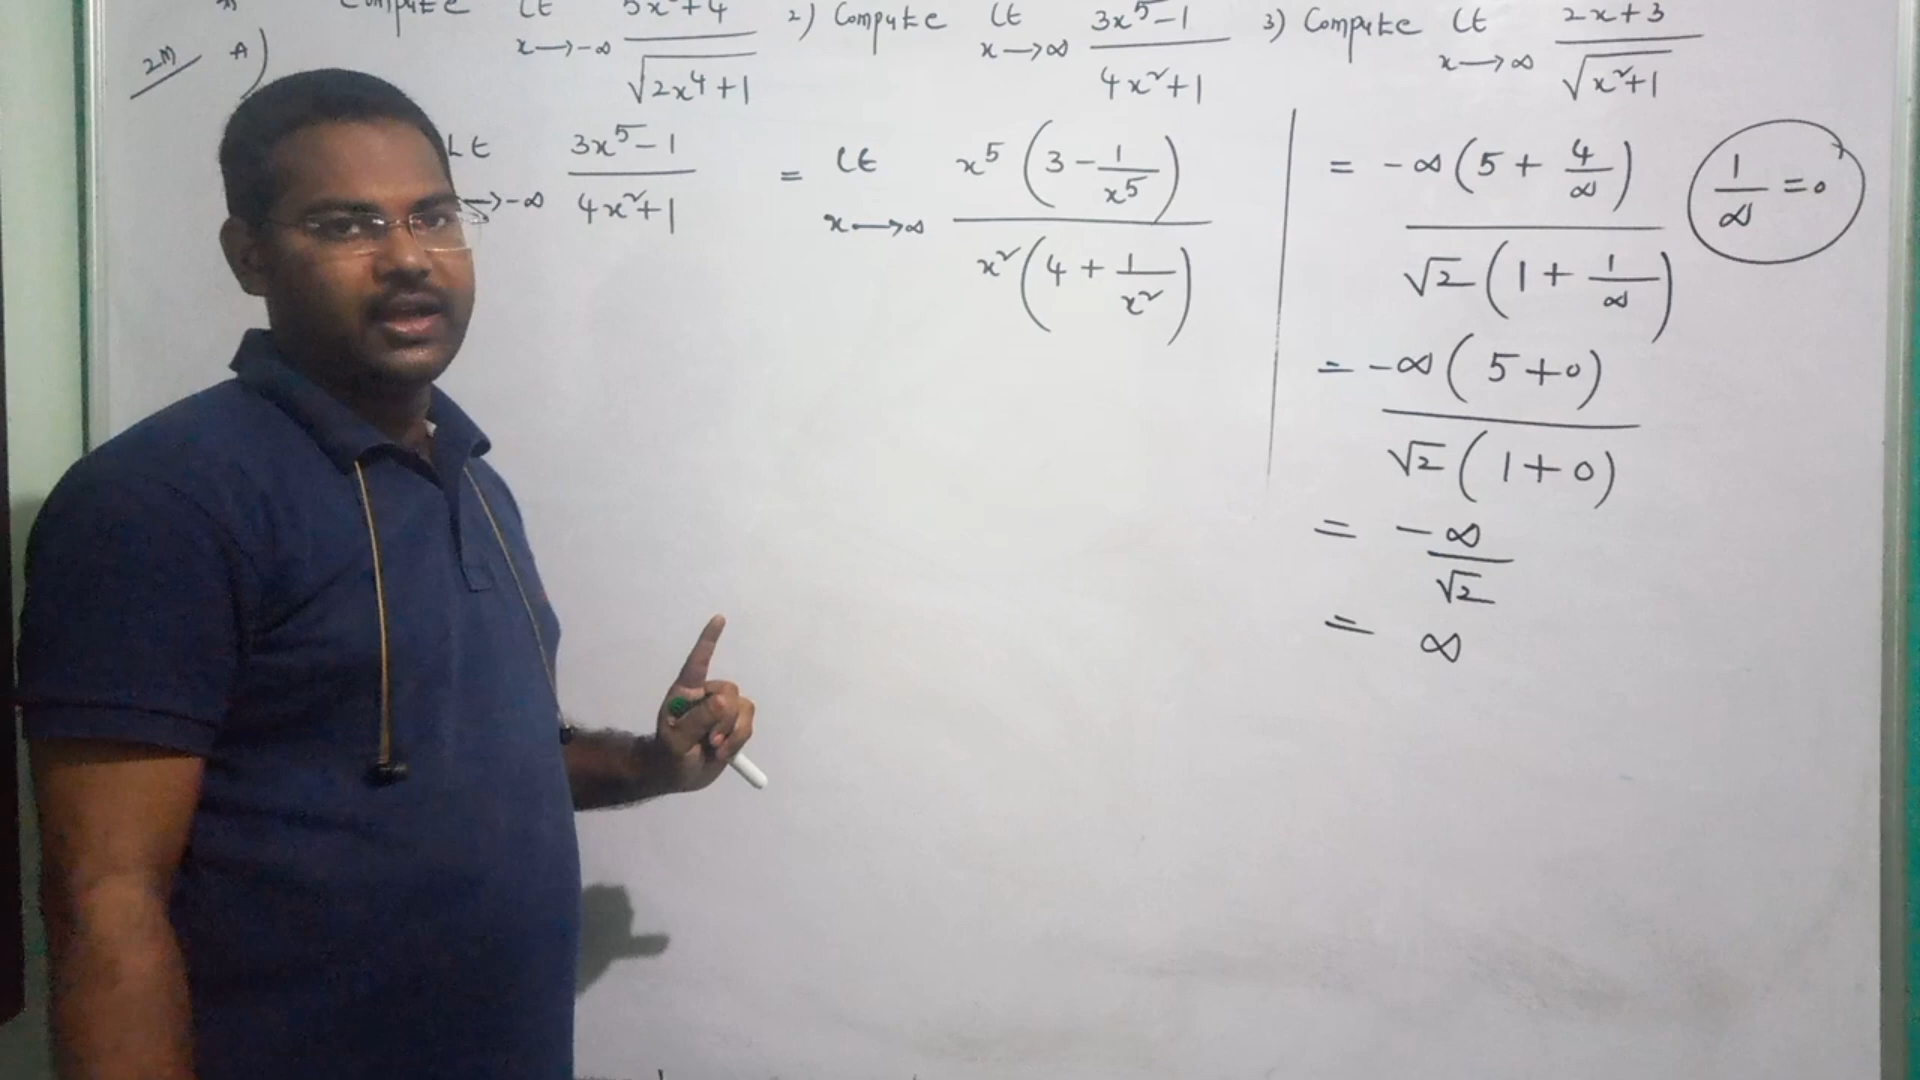 Compute Lt x→-∞ 5x³+4 / √2x⁴+1 2) Compute Lt x→∞ 3x⁵-1 / 4x²+1 3) Compute Lt x→∞ 2x+3 / √x²+1
2M A)
Lt →-∞ 3x⁵-1 / 4x²+1 = Lt x→∞ x⁵(3-1/x⁵) / x²(4+1/x²)
= -∞(5+4/∞) / √2(1+1/∞)
1/∞=0
= -∞(5+0) / √2(1+0)
= -∞/√2
= ∞